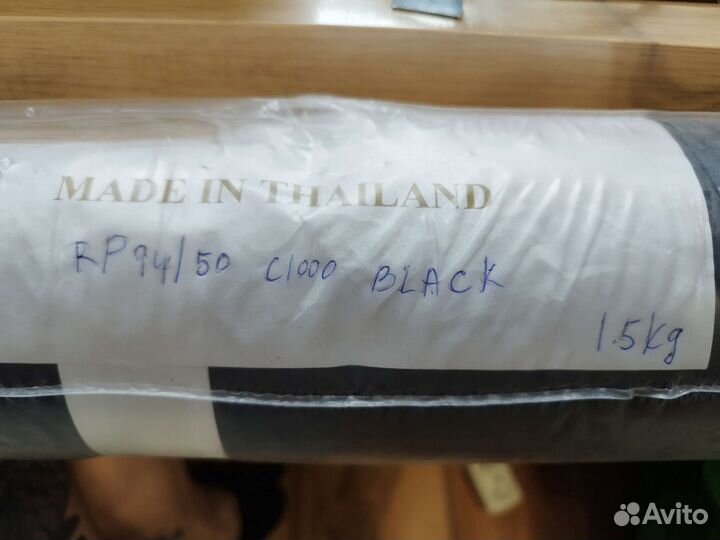 MADE IN THAILAND
RP94/50 C1000 BLACK
1.5kg
Avito